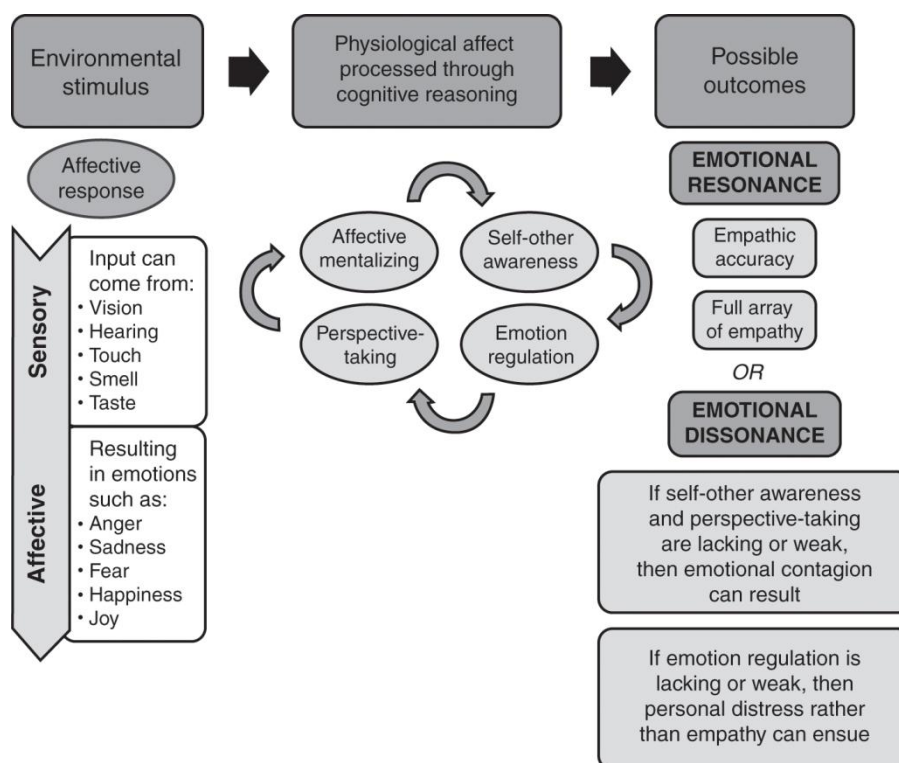 Environmental
stimulus
Physiological affect
processed through
cognitive reasoning
Possible
outcomes
Affective
response
Sensory
Input can
come from:
• Vision
• Hearing
• Touch
• Smell
• Taste
Affective
Resulting
in emotions
such as:
• Anger
• Sadness
• Fear
• Happiness
• Joy
Affective
mentalizing
Self-other
awareness
Perspective-
taking
Emotion
regulation
EMOTIONAL
RESONANCE
Empathic
accuracy
Full array
of empathy
OR
EMOTIONAL
DISSONANCE
If self-other awareness
and perspective-taking
are lacking or weak,
then emotional contagion
can result
If emotion regulation is
lacking or weak, then
personal distress rather
than empathy can ensue